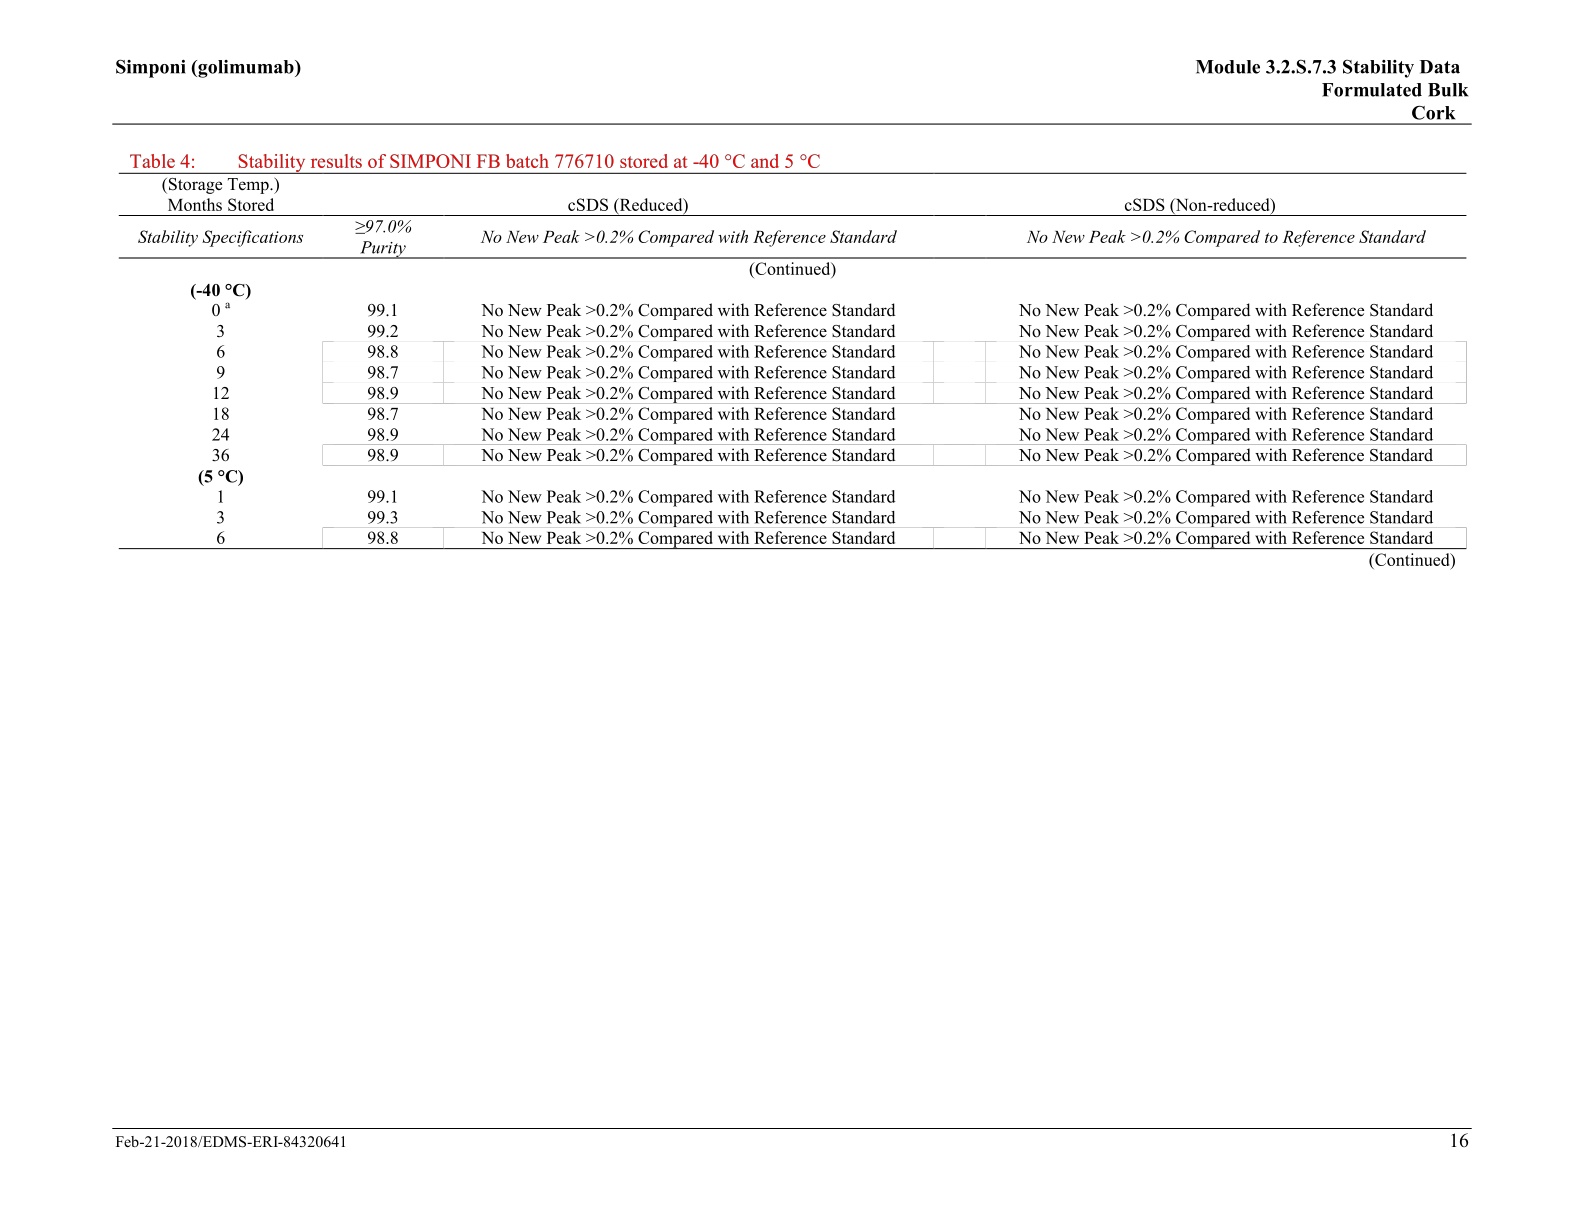 Simponi (golimumab) Module 3.2.S.7.3 Stability Data
Formulated Bulk
Cork
Table 4: Stability results of SIMPONI FB batch 776710 stored at -40 °C and 5 °C
(Storage Temp.)
Months Stored cSDS (Reduced) cSDS (Non-reduced)
Stability Specifications ≥97.0% Purity No New Peak >0.2% Compared with Reference Standard No New Peak >0.2% Compared to Reference Standard
(Continued)
(-40 °C)
0 a 99.1 No New Peak >0.2% Compared with Reference Standard No New Peak >0.2% Compared with Reference Standard
3 99.2 No New Peak >0.2% Compared with Reference Standard No New Peak >0.2% Compared with Reference Standard
6 98.8 No New Peak >0.2% Compared with Reference Standard No New Peak >0.2% Compared with Reference Standard
9 98.7 No New Peak >0.2% Compared with Reference Standard No New Peak >0.2% Compared with Reference Standard
12 98.9 No New Peak >0.2% Compared with Reference Standard No New Peak >0.2% Compared with Reference Standard
18 98.7 No New Peak >0.2% Compared with Reference Standard No New Peak >0.2% Compared with Reference Standard
24 98.9 No New Peak >0.2% Compared with Reference Standard No New Peak >0.2% Compared with Reference Standard
36 98.9 No New Peak >0.2% Compared with Reference Standard No New Peak >0.2% Compared with Reference Standard
(5 °C)
1 99.1 No New Peak >0.2% Compared with Reference Standard No New Peak >0.2% Compared with Reference Standard
3 99.3 No New Peak >0.2% Compared with Reference Standard No New Peak >0.2% Compared with Reference Standard
6 98.8 No New Peak >0.2% Compared with Reference Standard No New Peak >0.2% Compared with Reference Standard
(Continued)
Feb-21-2018/EDMS-ERI-84320641 16